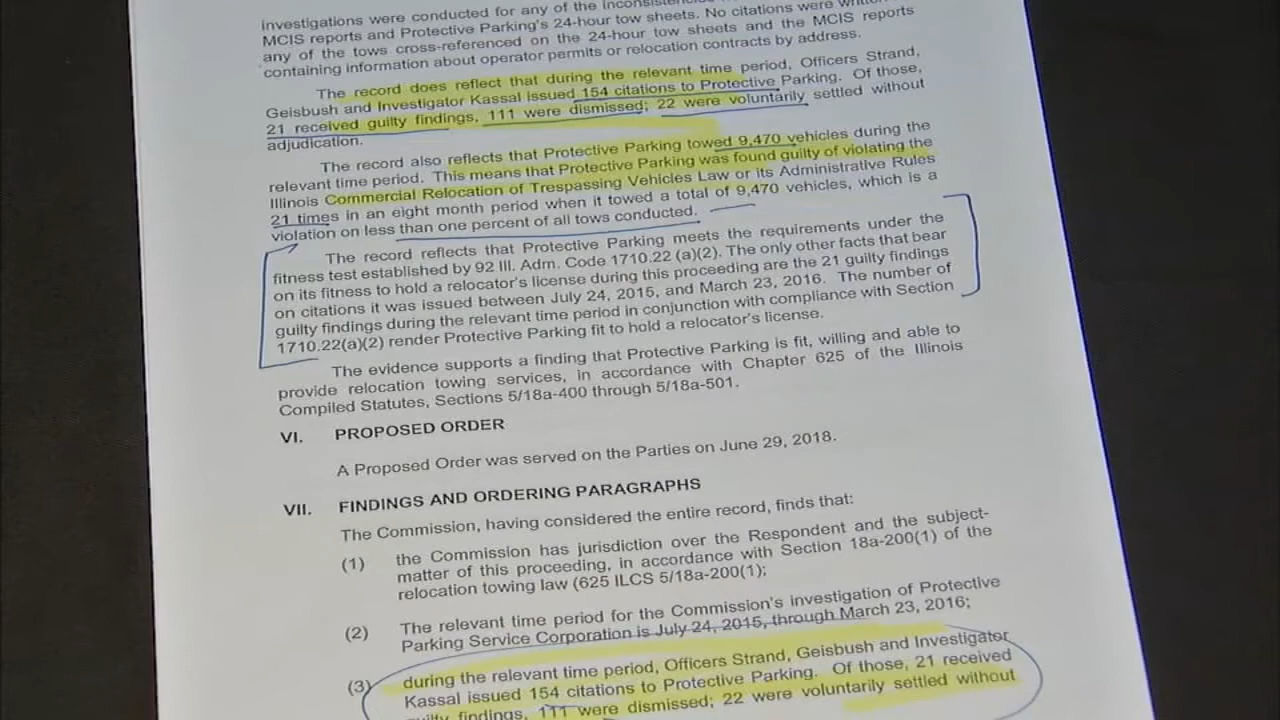 investigations were conducted for any of the
MCIS reports and Protective Parking's 24-hour tow sheets. No citations were
any of the tows cross-referenced on the 24-hour tow sheets and the MCIS reports
containing information about operator permits or relocation contracts by address.
The record does reflect that during the relevant time period, Officers Strand,
Geisbush and Investigator Kassal issued 154 citations to Protective Parking. Of those,
21 received guilty findings, 111 were dismissed; 22 were voluntarily settled without
adjudication.
The record also reflects that Protective Parking towed 9,470 vehicles during the
relevant time period. This means that Protective Parking was found guilty of violating the
Illinois Commercial Relocation of Trespassing Vehicles Law or its Administrative Rules
21 times in an eight month period when it towed a total of 9,470 vehicles, which is a
violation on less than one percent of all tows conducted.
The record reflects that Protective Parking meets the requirements under the
fitness test established by 92 Ill. Adm. Code 1710.22 (a)(2). The only other facts that bear
on its fitness to hold a relocator's license during this proceeding are the 21 guilty findings
on citations it was issued between July 24, 2015, and March 23, 2016. The number of
guilty findings during the relevant time period in conjunction with compliance with Section
1710.22(a)(2) render Protective Parking fit to hold a relocator's license.
The evidence supports a finding that Protective Parking is fit, willing and able to
provide relocation towing services, in accordance with Chapter 625 of the Illinois
Compiled Statutes, Sections 5/18a-400 through 5/18a-501.
VI. PROPOSED ORDER
A Proposed Order was served on the Parties on June 29, 2018.
VII. FINDINGS AND ORDERING PARAGRAPHS
The Commission, having considered the entire record, finds that:
(1) the Commission has jurisdiction over the Respondent and the subject-
matter of this proceeding, in accordance with Section 18a-200(1) of the
relocation towing law (625 ILCS 5/18a-200(1);
(2) The relevant time period for the Commission's investigation of Protective
Parking Service Corporation is July 24, 2015, through March 23, 2016;
(3) during the relevant time period, Officers Strand, Geisbush and Investigator
Kassal issued 154 citations to Protective Parking. Of those, 21 received
guilty findings, 111 were dismissed; 22 were voluntarily settled without